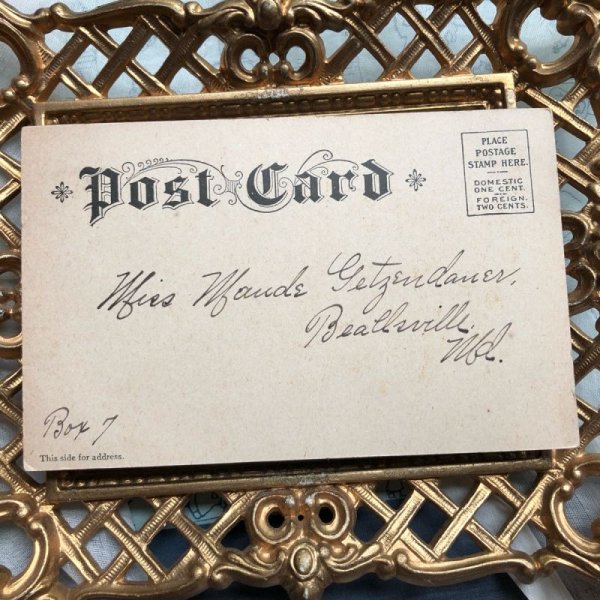 Post Card
PLACE
POSTAGE
STAMP HERE.
DOMESTIC
ONE CENT.
FOREIGN.
TWO CENTS.
Miss Maude Getzendaner,
Beallsville,
Md.
Box 7
This side for address.